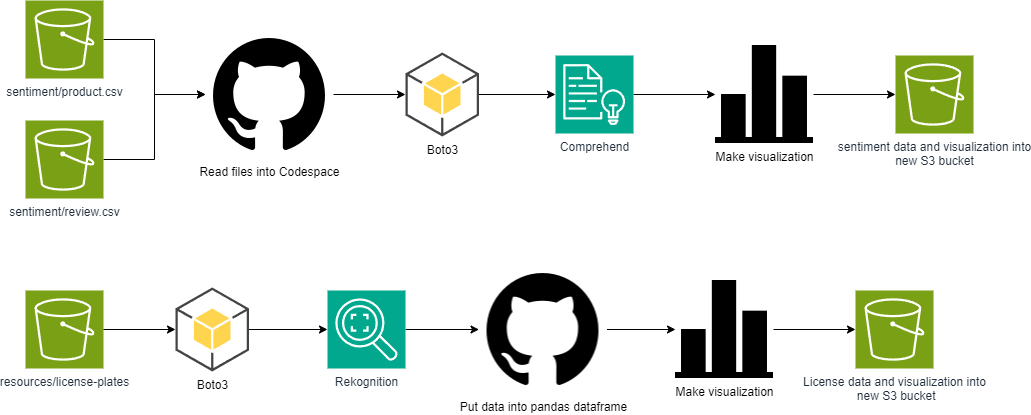 sentiment/product.csv
sentiment/review.csv
Read files into Codespace
Boto3
Comprehend
Make visualization
sentiment data and visualization into
new S3 bucket
resources/license-plates
Boto3
Rekognition
Put data into pandas dataframe
Make visualization
License data and visualization into
new S3 bucket